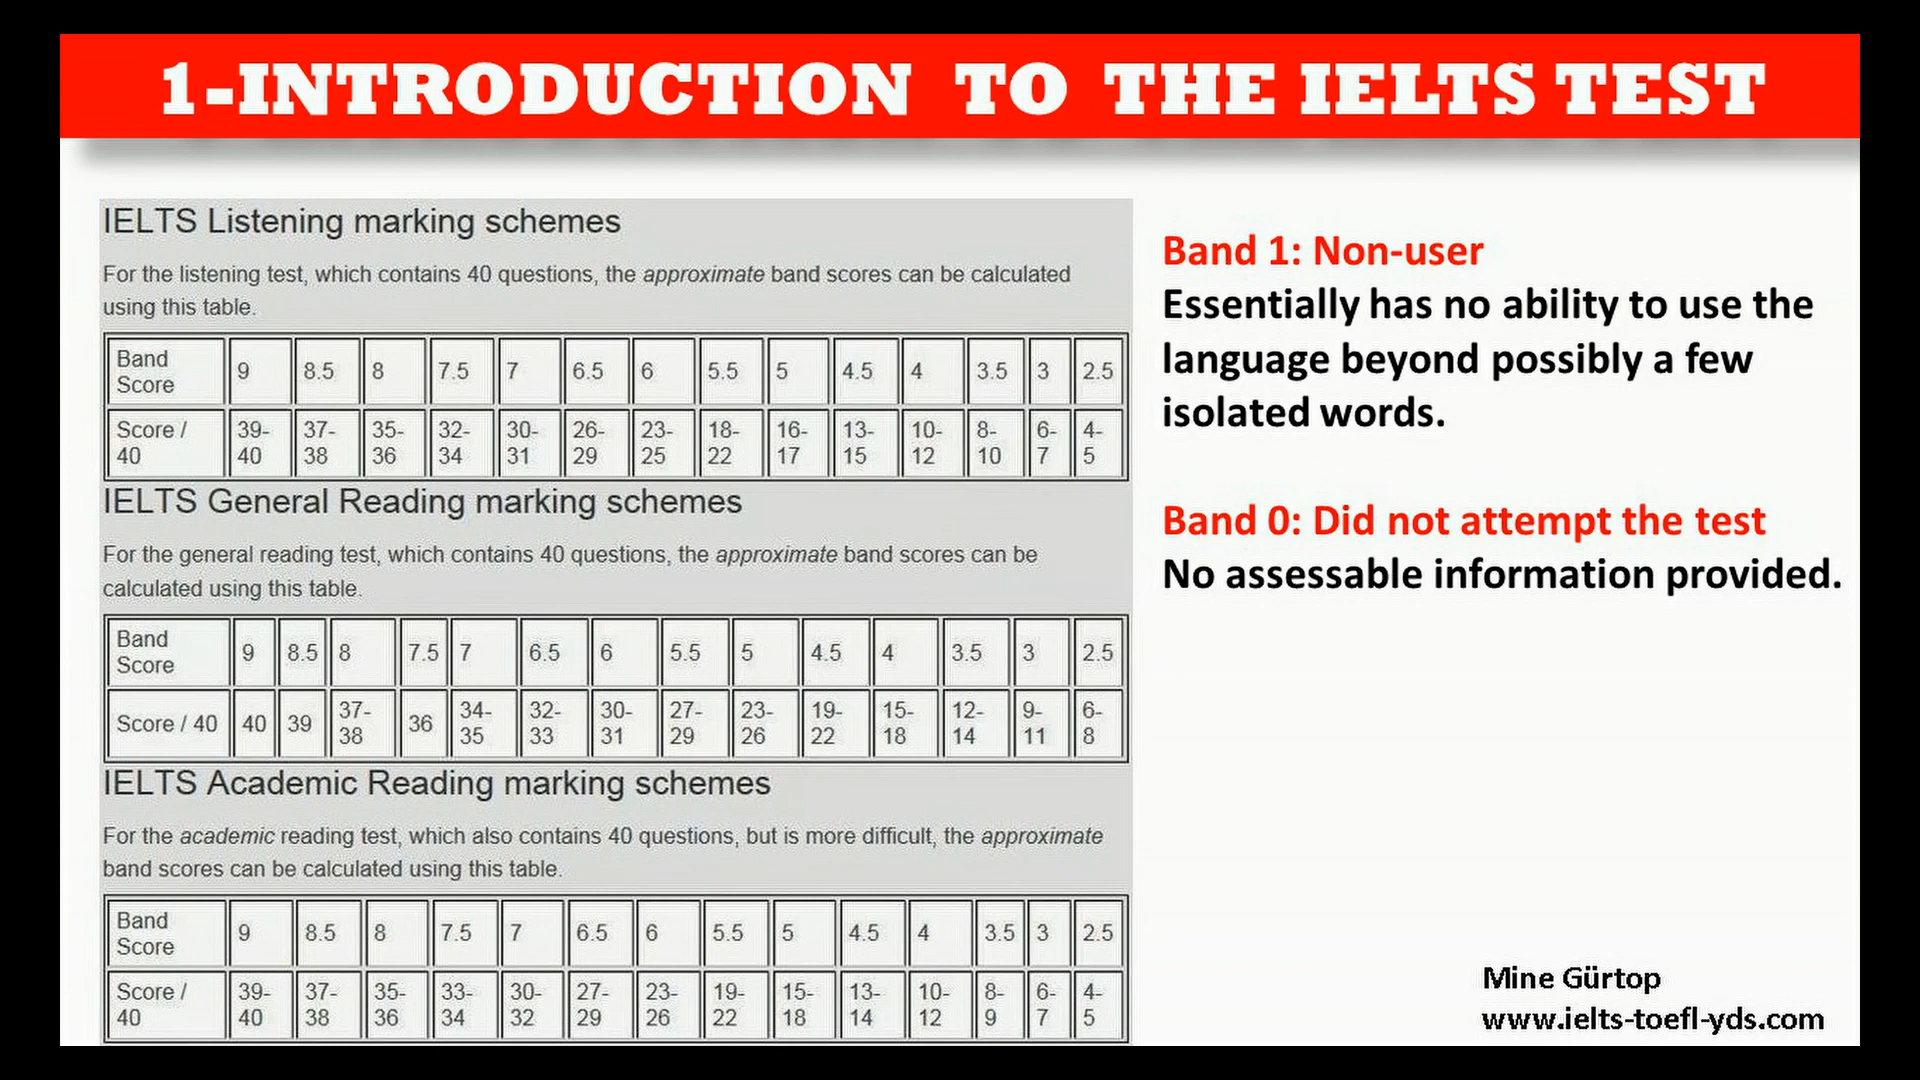 1-INTRODUCTION TO THE IELTS TEST
IELTS Listening marking schemes
For the listening test, which contains 40 questions, the approximate band scores can be calculated
using this table.
Band Score 9 8.5 8 7.5 7 6.5 6 5.5 5 4.5 4 3.5 3 2.5
Score / 40 39-40 37-38 35-36 32-34 30-31 26-29 23-25 18-22 16-17 13-15 10-12 8-10 6-7 4-5
IELTS General Reading marking schemes
For the general reading test, which contains 40 questions, the approximate band scores can be
calculated using this table.
Band Score 9 8.5 8 7.5 7 6.5 6 5.5 5 4.5 4 3.5 3 2.5
Score / 40 40 39 37-38 36 34-35 32-33 30-31 27-29 23-26 19-22 15-18 12-14 9-11 6-8
IELTS Academic Reading marking schemes
For the academic reading test, which also contains 40 questions, but is more difficult, the approximate
band scores can be calculated using this table.
Band Score 9 8.5 8 7.5 7 6.5 6 5.5 5 4.5 4 3.5 3 2.5
Score / 40 39-40 37-38 35-36 33-34 30-32 27-29 23-26 19-22 15-18 13-14 10-12 8-9 6-7 4-5
Band 1: Non-user
Essentially has no ability to use the
language beyond possibly a few
isolated words.
Band 0: Did not attempt the test
No assessable information provided.
Mine Gürtop
www.ielts-toefl-yds.com